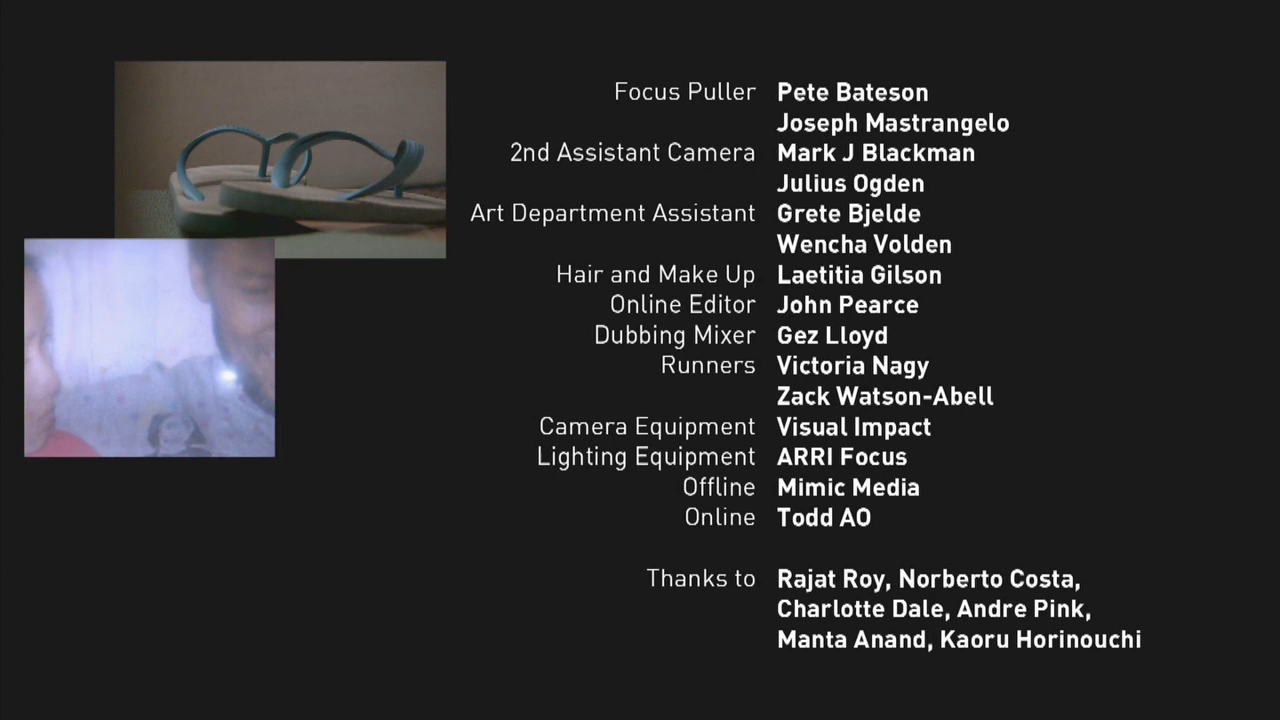 Focus Puller Pete Bateson
Joseph Mastrangelo
2nd Assistant Camera Mark J Blackman
Julius Ogden
Art Department Assistant Grete Bjelde
Wencha Volden
Hair and Make Up Laetitia Gilson
Online Editor John Pearce
Dubbing Mixer Gez Lloyd
Runners Victoria Nagy
Zack Watson-Abell
Camera Equipment Visual Impact
Lighting Equipment ARRI Focus
Offline Mimic Media
Online Todd AO
Thanks to Rajat Roy, Norberto Costa,
Charlotte Dale, Andre Pink,
Manta Anand, Kaoru Horinouchi